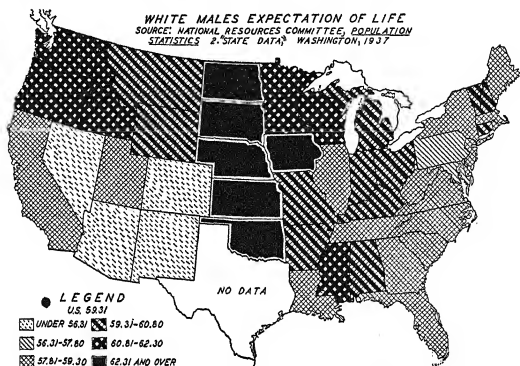 WHITE MALES EXPECTATION OF LIFE
SOURCE: NATIONAL RESOURCES COMMITTEE, POPULATION
STATISTICS 2. "STATE DATA," WASHINGTON, 1937
NO DATA
LEGEND
U.S. 59.31
UNDER 56.31 59.31-60.80
56.31-57.80 60.81-62.30
57.81-59.30 62.31 AND OVER